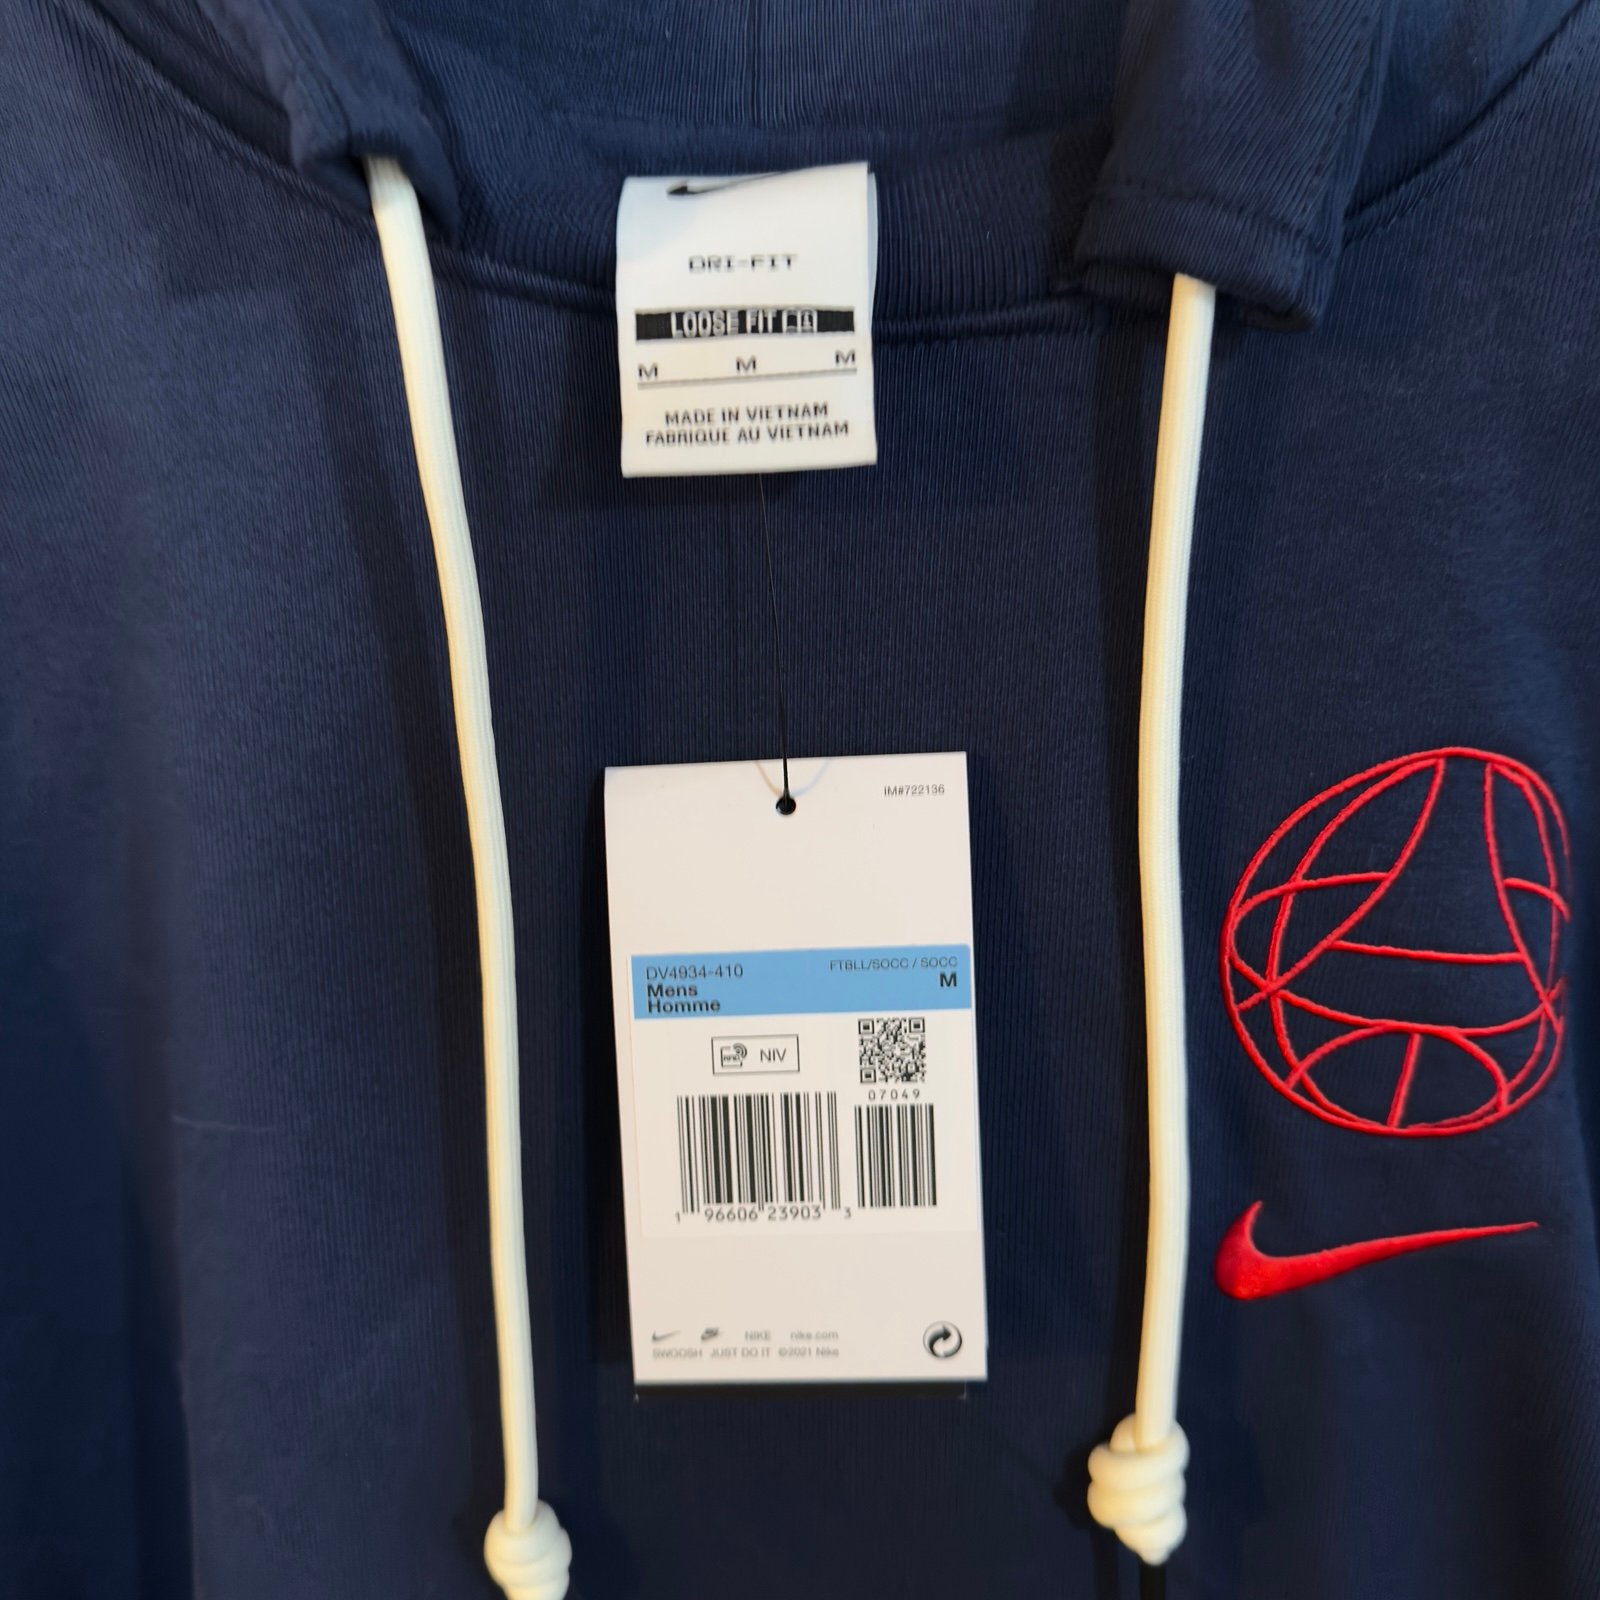 DRI-FIT
LOOSE FIT
M M M
MADE IN VIETNAM
FABRIQUE AU VIETNAM
IM#722136
DV4934-410 FTBLL/SOCC / SOCC
Mens M
Homme
NIV
07049
1 96606 23903 3
NIKE nike.com
SWOOSH JUST DO IT ©2021 Nike